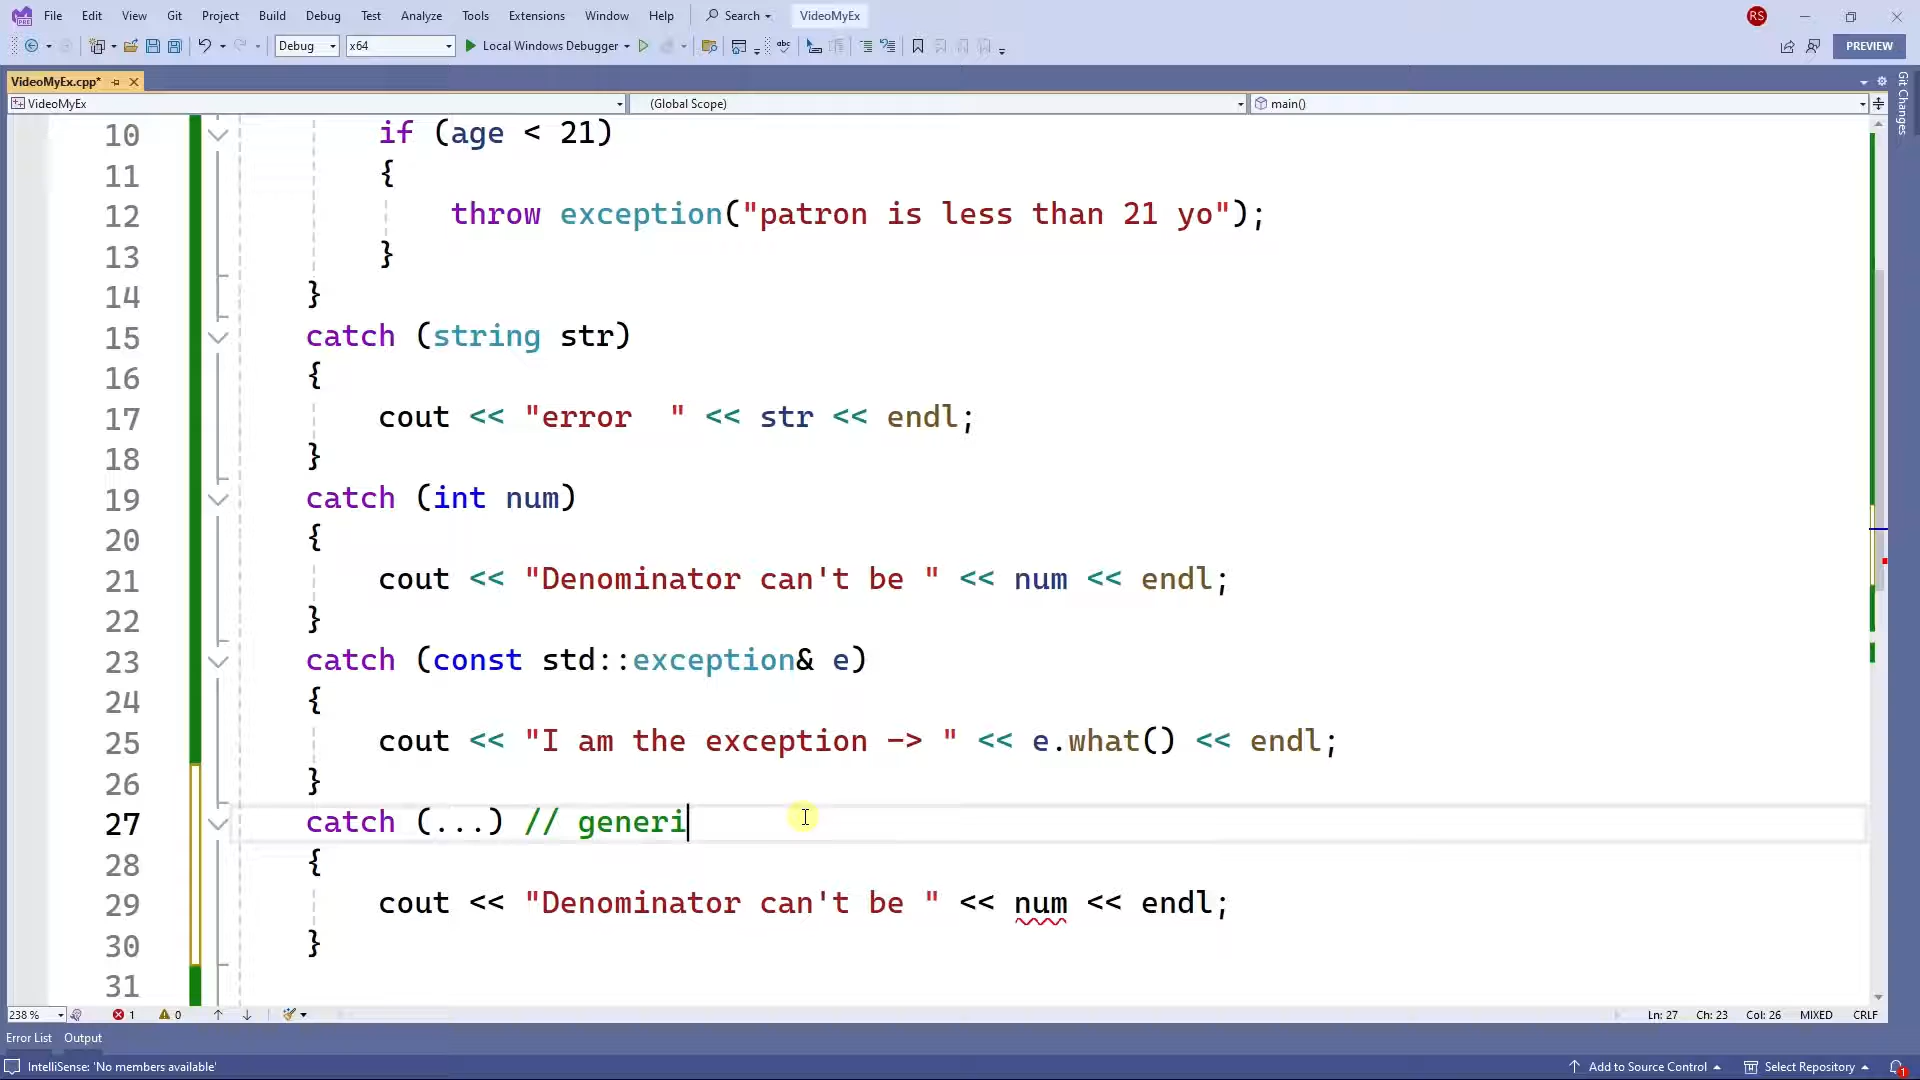 File Edit View Git Project Build Debug Test Analyze Tools Extensions Window Help Search VideoMyEx RS
Debug x64 Local Windows Debugger PREVIEW
VideoMyEx.cpp*
VideoMyEx (Global Scope) main()
Git Changes
10 if (age < 21)
11 {
12 throw exception("patron is less than 21 yo");
13 }
14 }
15 catch (string str)
16 {
17 cout << "error  " << str << endl;
18 }
19 catch (int num)
20 {
21 cout << "Denominator can't be " << num << endl;
22 }
23 catch (const std::exception& e)
24 {
25 cout << "I am the exception -> " << e.what() << endl;
26 }
27 catch (...) // generi
28 {
29 cout << "Denominator can't be " << num << endl;
30 }
31
238 % 1 0 Ln: 27 Ch: 23 Col: 26 MIXED CRLF
Error List Output
IntelliSense: 'No members available' Add to Source Control Select Repository 1